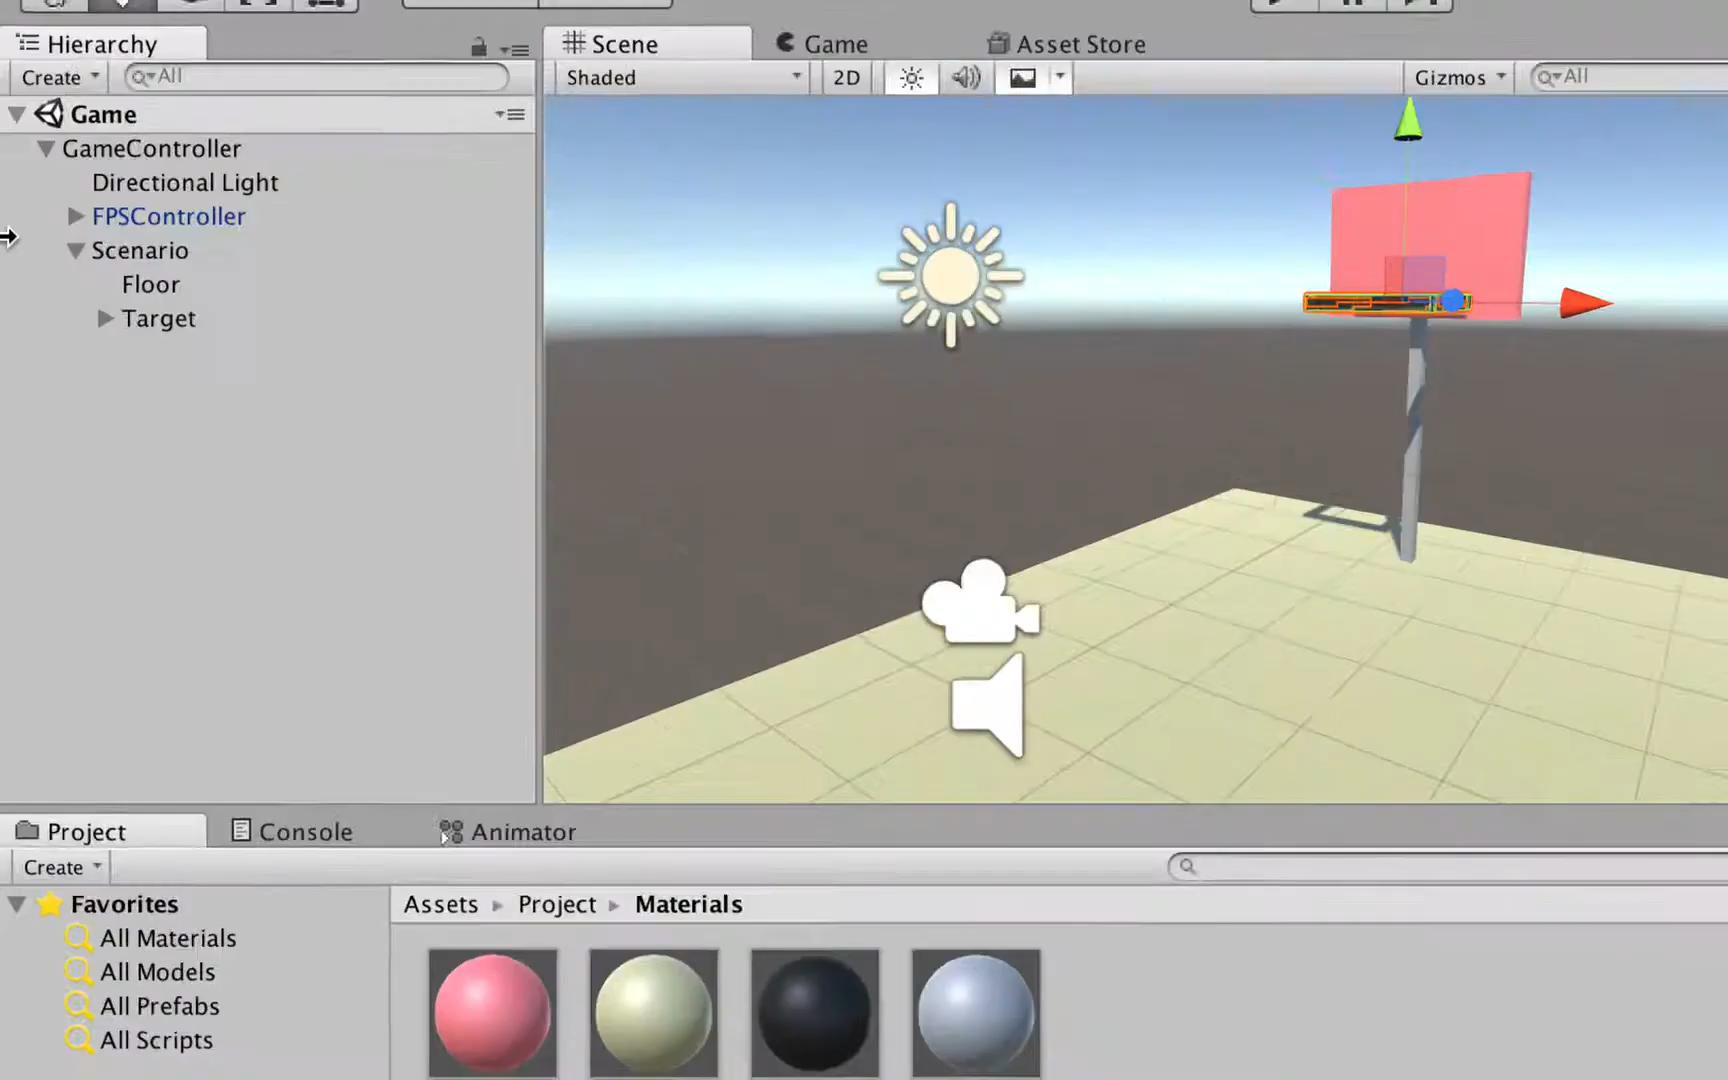 Hierarchy
Scene
Game
Asset Store
Create
All
Shaded
2D
Gizmos
All
Game
GameController
Directional Light
FPSController
Scenario
Floor
Target
Project
Console
Animator
Create
Favorites
All Materials
All Models
All Prefabs
All Scripts
Assets
Project
Materials